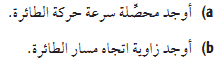 a) أوجد محصِّلة سرعة حركة الطائرة.
b) أوجد زاوية اتجاه مسار الطائرة.